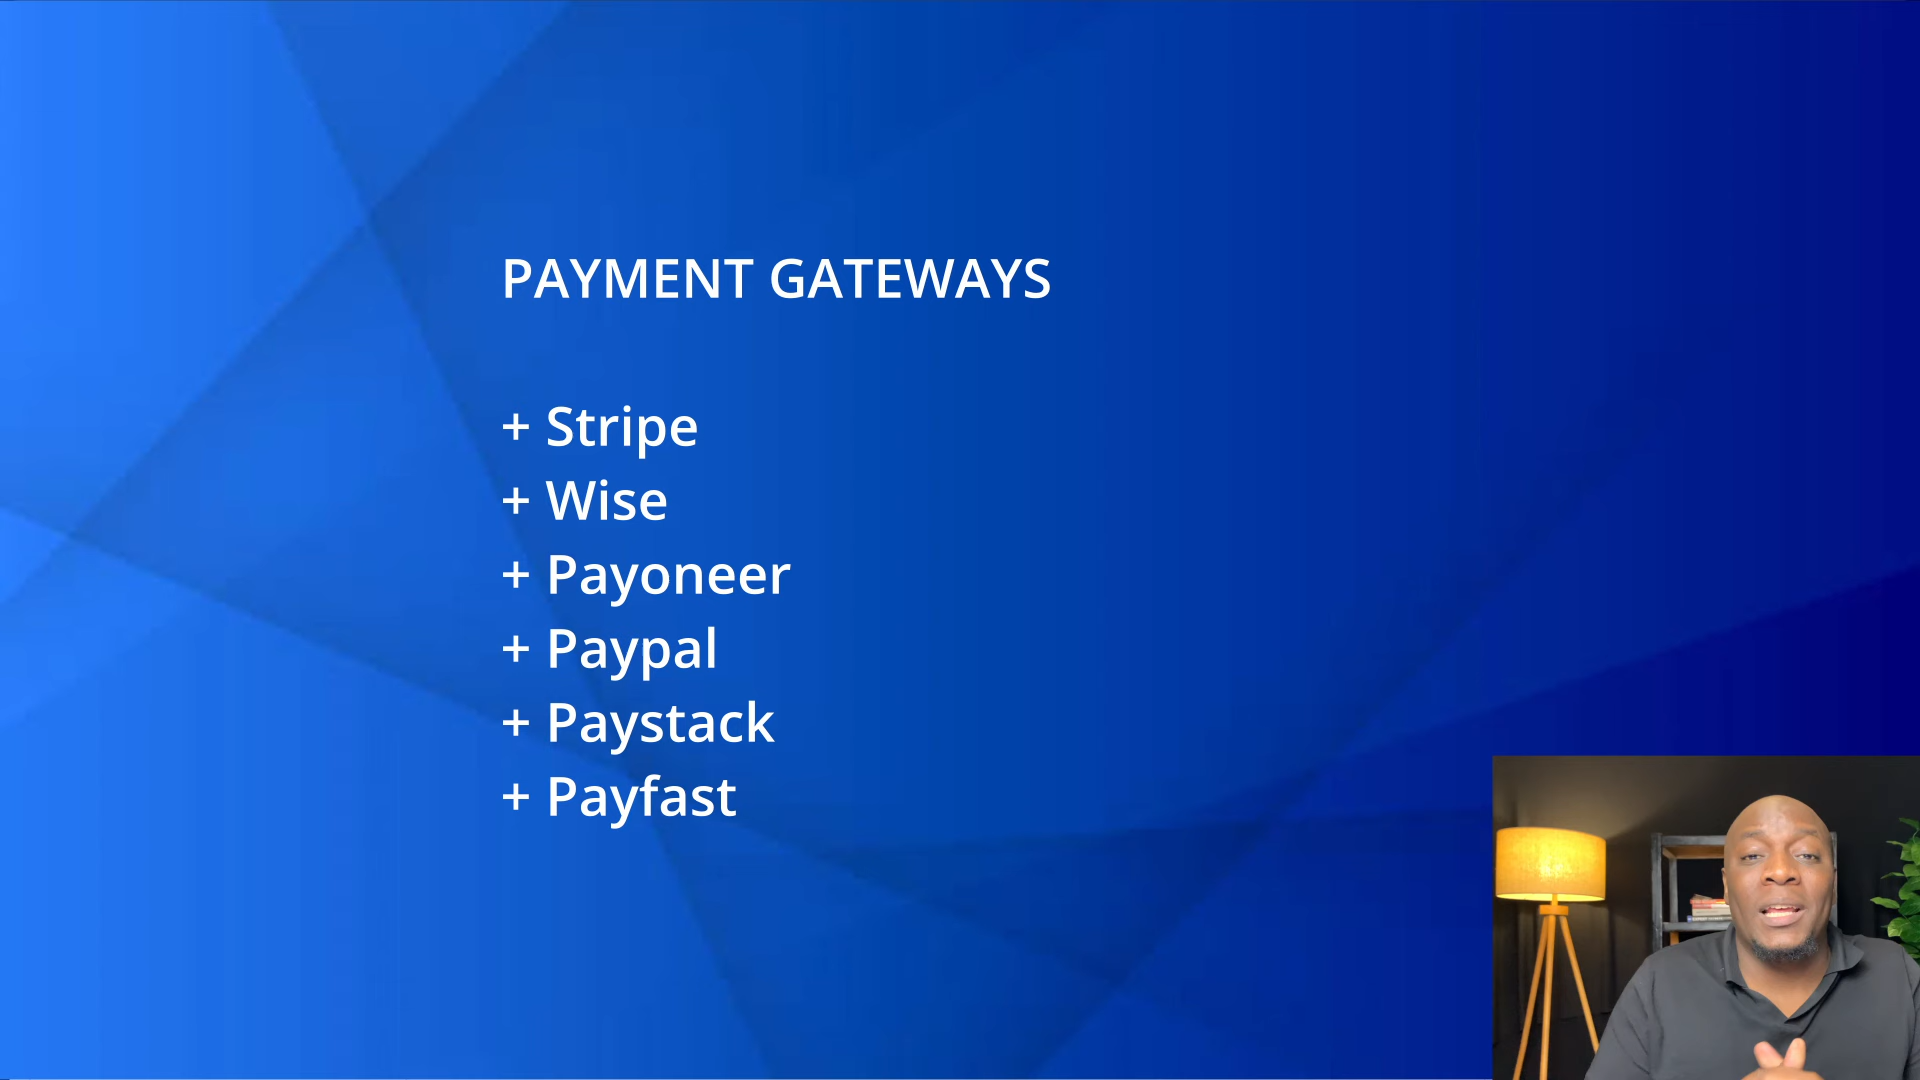 PAYMENT GATEWAYS
+ Stripe
+ Wise
+ Payoneer
+ Paypal
+ Paystack
+ Payfast